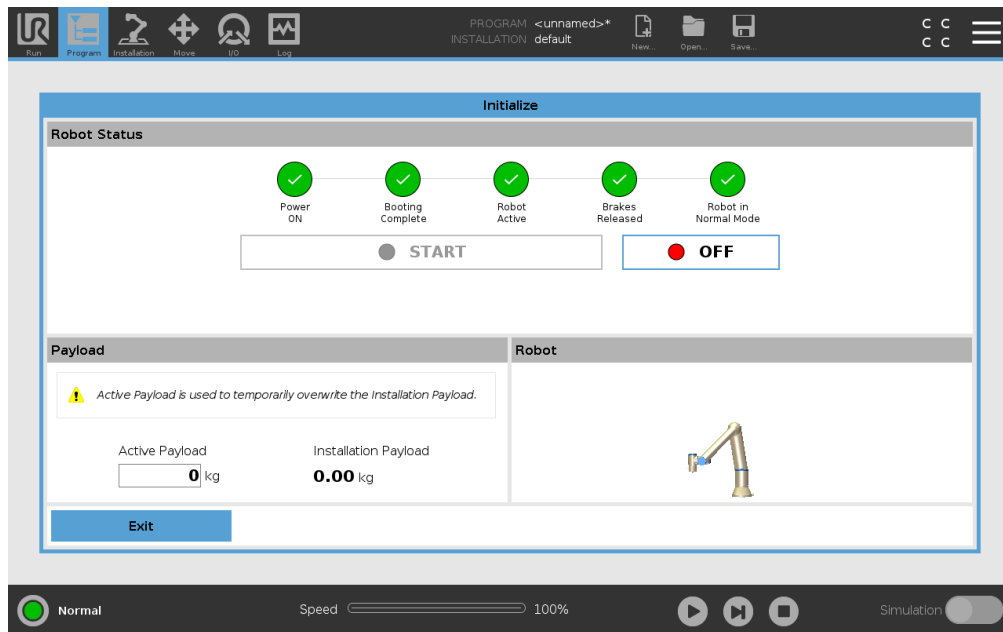 PROGRAM <unnamed>*
INSTALLATION default
UR
Run
Program
Installation
Move
I/O
Log
New...
Open...
Save...
C C
C C
Initialize
Robot Status
Power
ON
Booting
Complete
Robot
Active
Brakes
Released
Robot in
Normal Mode
START
OFF
Payload
Robot
Active Payload is used to temporarily overwrite the Installation Payload.
Active Payload
Installation Payload
0 kg
0.00 kg
Exit
Normal
Speed
100%
Simulation